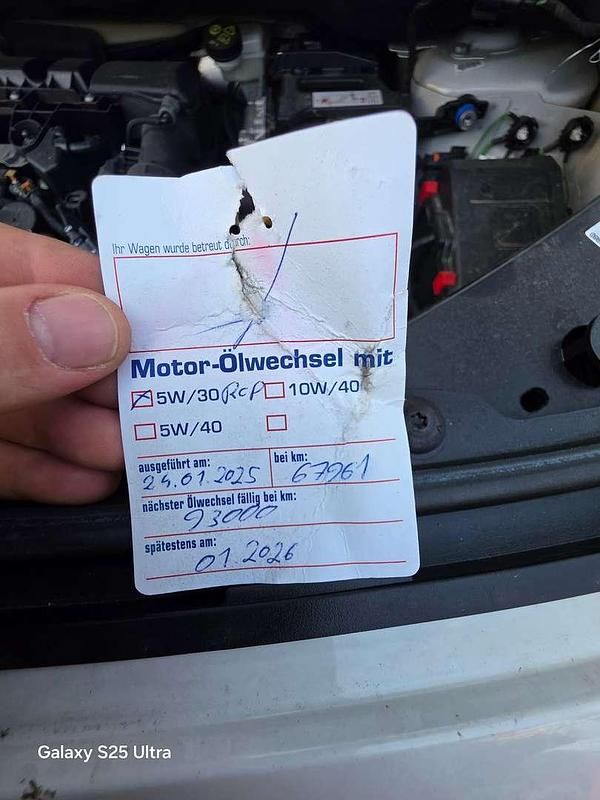 Ihr Wagen wurde betreut durch:
Motor-Ölwechsel mit
5W/30 RCP 10W/40
5W/40
ausgeführt am: bei km:
24.01.2025 67961
nächster Ölwechsel fällig bei km:
93000
spätestens am:
01.2026
Galaxy S25 Ultra